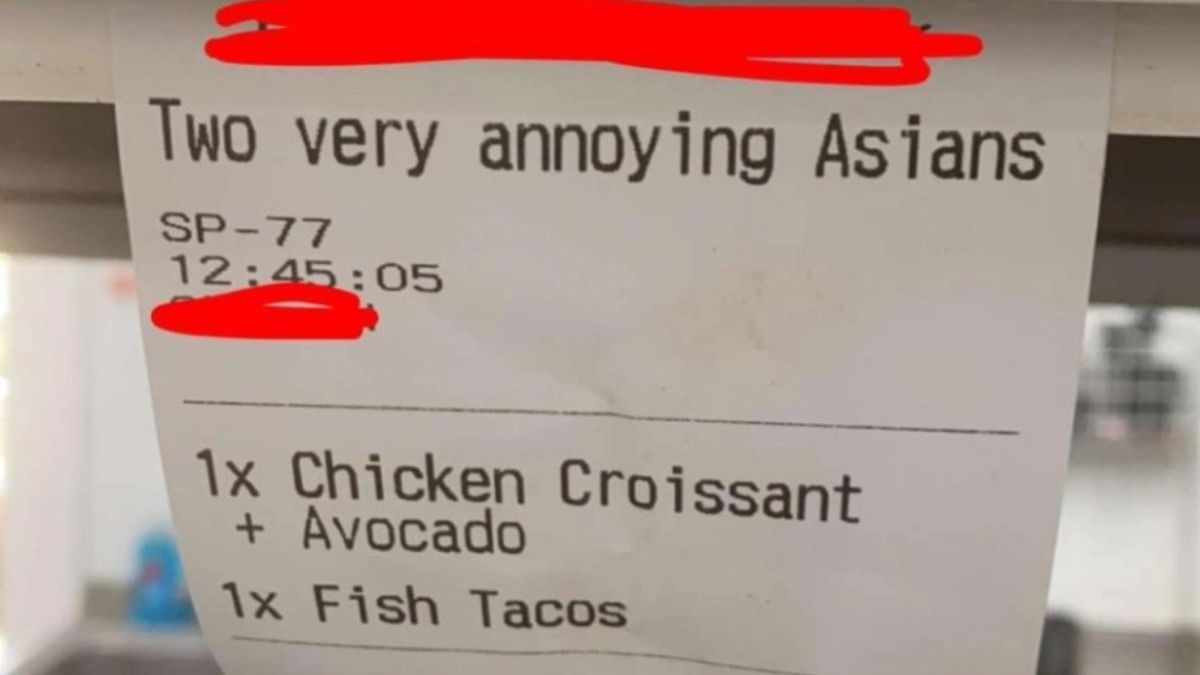 Two very annoying Asians
SP-77
12:45:05
1x Chicken Croissant
+ Avocado
1x Fish Tacos